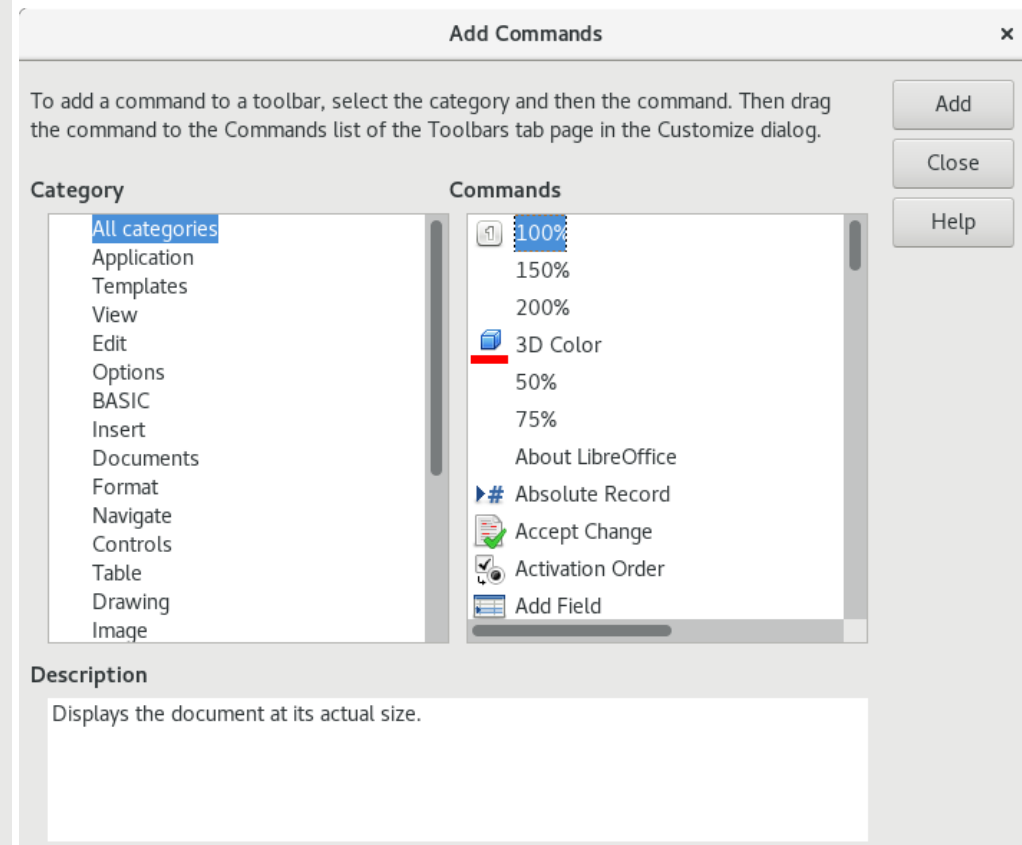 Add Commands
To add a command to a toolbar, select the category and then the command. Then drag
the command to the Commands list of the Toolbars tab page in the Customize dialog.
Add
Close
Help
Category
All categories
Application
Templates
View
Edit
Options
BASIC
Insert
Documents
Format
Navigate
Controls
Table
Drawing
Image
Commands
100%
150%
200%
3D Color
50%
75%
About LibreOffice
Absolute Record
Accept Change
Activation Order
Add Field
Description
Displays the document at its actual size.